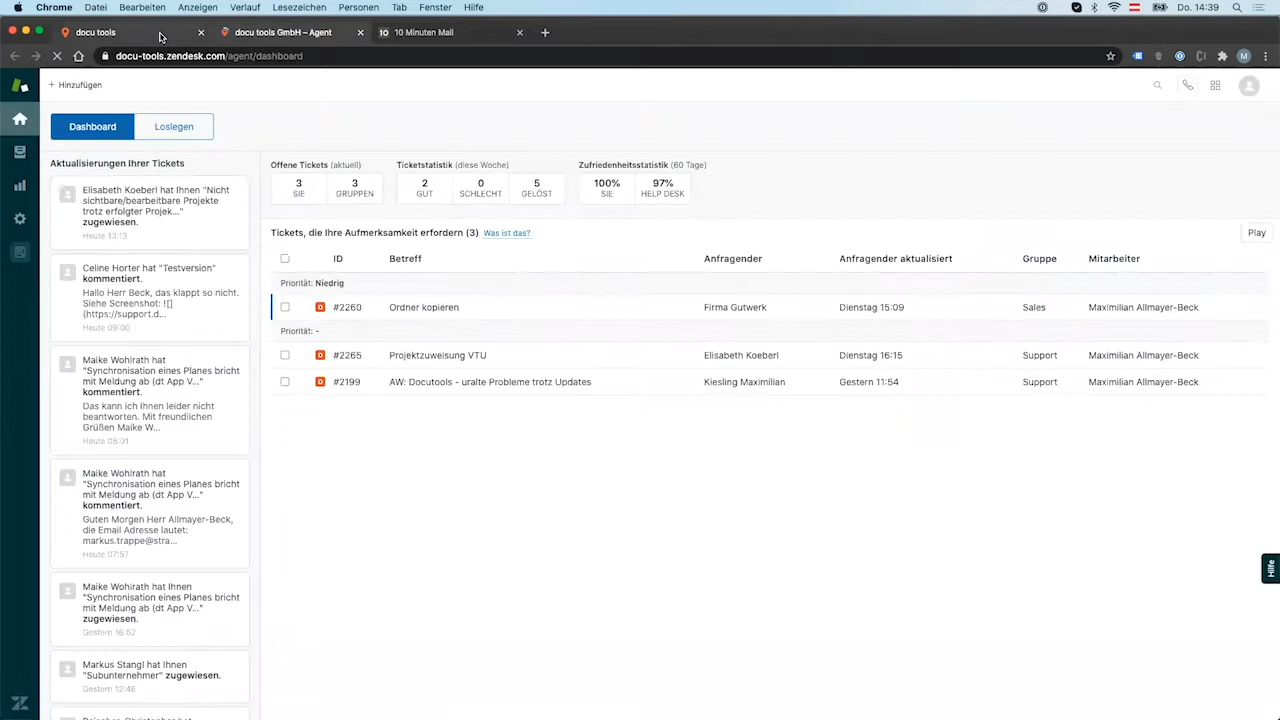 Chrome Datei Bearbeiten Anzeigen Verlauf Lesezeichen Personen Tab Fenster Hilfe Do. 14:39
docu tools docu tools GmbH – Agent 10 10 Minuten Mail
docu-tools.zendesk.com/agent/dashboard M
+ Hinzufügen
Dashboard Loslegen
Aktualisierungen Ihrer Tickets
Elisabeth Koeberl hat Ihnen "Nicht
sichtbare/bearbeitbare Projekte
trotz erfolgter Projek..."
zugewiesen.
Heute 13:13
Celine Horter hat "Testversion"
kommentiert.
Hallo Herr Beck, das klappt so nicht.
Siehe Screenshot: ![]
(https://support.d...
Heute 09:00
Maike Wohlrath hat
"Synchronisation eines Planes bricht
mit Meldung ab (dt App V..."
kommentiert.
Das kann ich Ihnen leider nicht
beantworten. Mit freundlichen
Grüßen Maike W...
Heute 08:01
Maike Wohlrath hat
"Synchronisation eines Planes bricht
mit Meldung ab (dt App V..."
kommentiert.
Guten Morgen Herr Allmayer-Beck,
die Email Adresse lautet:
markus.trappe@stra...
Heute 07:57
Maike Wohlrath hat Ihnen
"Synchronisation eines Planes bricht
mit Meldung ab (dt App V..."
zugewiesen.
Gestern 16:52
Markus Stangl hat Ihnen
"Subunternehmer" zugewiesen.
Gestern 12:46
Offene Tickets (aktuell) Ticketstatistik (diese Woche) Zufriedenheitsstatistik (60 Tage)
3 3 2 0 5 100% 97%
SIE GRUPPEN GUT SCHLECHT GELÖST SIE HELP DESK
Tickets, die Ihre Aufmerksamkeit erfordern (3) Was ist das? Play
ID Betreff Anfragender Anfragender aktualisiert Gruppe Mitarbeiter
Priorität: Niedrig
O #2260 Ordner kopieren Firma Gutwerk Dienstag 15:09 Sales Maximilian Allmayer-Beck
Priorität: -
O #2265 Projektzuweisung VTU Elisabeth Koeberl Dienstag 16:15 Support Maximilian Allmayer-Beck
O #2199 AW: Docutools - uralte Probleme trotz Updates Kiesling Maximilian Gestern 11:54 Support Maximilian Allmayer-Beck
Hilfe